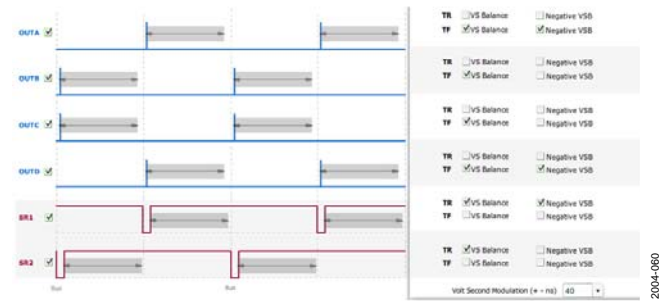 OUTA TR VS Balance Negative VSB
TF VS Balance Negative VSB
OUTB TR VS Balance Negative VSB
TF VS Balance Negative VSB
OUTC TR VS Balance Negative VSB
TF VS Balance Negative VSB
OUTD TR VS Balance Negative VSB
TF VS Balance Negative VSB
SR1 TR VS Balance Negative VSB
TF VS Balance Negative VSB
SR2 TR VS Balance Negative VSB
TF VS Balance Negative VSB
Volt Second Modulation (+ - ns) 40
2004-060